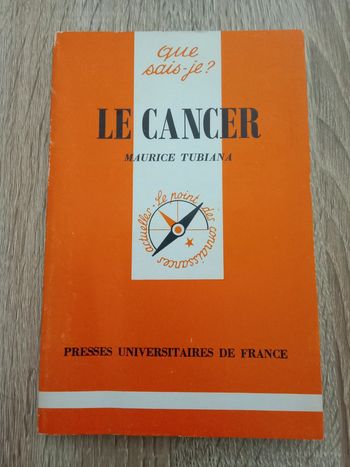 que
sais-je?
LE CANCER
MAURICE TUBIANA
Le point des connaissances actuelles
PRESSES UNIVERSITAIRES DE FRANCE